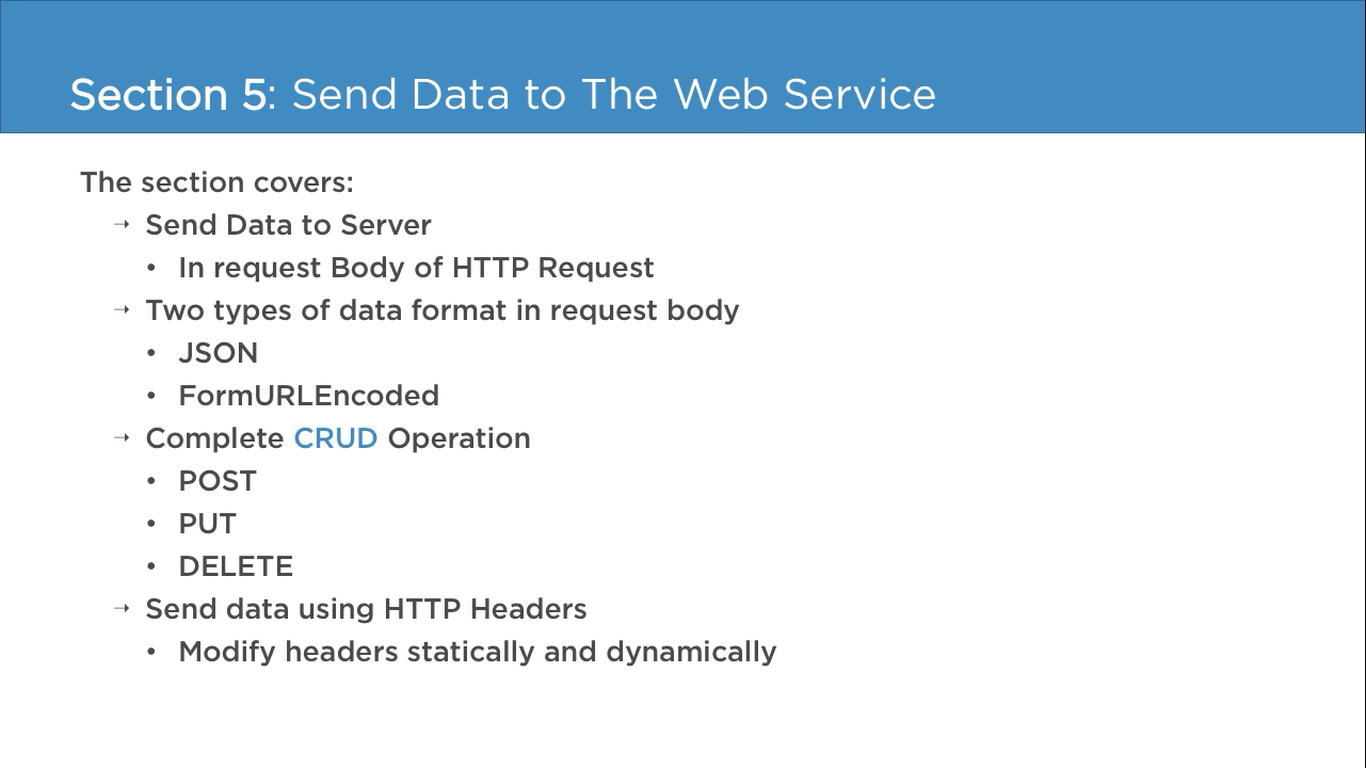 Section 5: Send Data to The Web Service
The section covers:
→ Send Data to Server
• In request Body of HTTP Request
→ Two types of data format in request body
• JSON
• FormURLEncoded
→ Complete CRUD Operation
• POST
• PUT
• DELETE
→ Send data using HTTP Headers
• Modify headers statically and dynamically